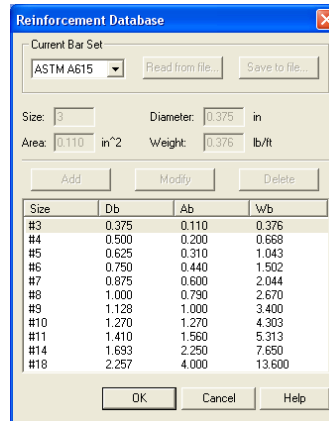 Reinforcement Database
Current Bar Set
ASTM A615 Read from file... Save to file...
Size: 3 Diameter: 0.375 in
Area: 0.110 in^2 Weight: 0.376 lb/ft
Add Modify Delete
Size Db Ab Wb
#3 0.375 0.110 0.376
#4 0.500 0.200 0.668
#5 0.625 0.310 1.043
#6 0.750 0.440 1.502
#7 0.875 0.600 2.044
#8 1.000 0.790 2.670
#9 1.128 1.000 3.400
#10 1.270 1.270 4.303
#11 1.410 1.560 5.313
#14 1.693 2.250 7.650
#18 2.257 4.000 13.600
OK Cancel Help